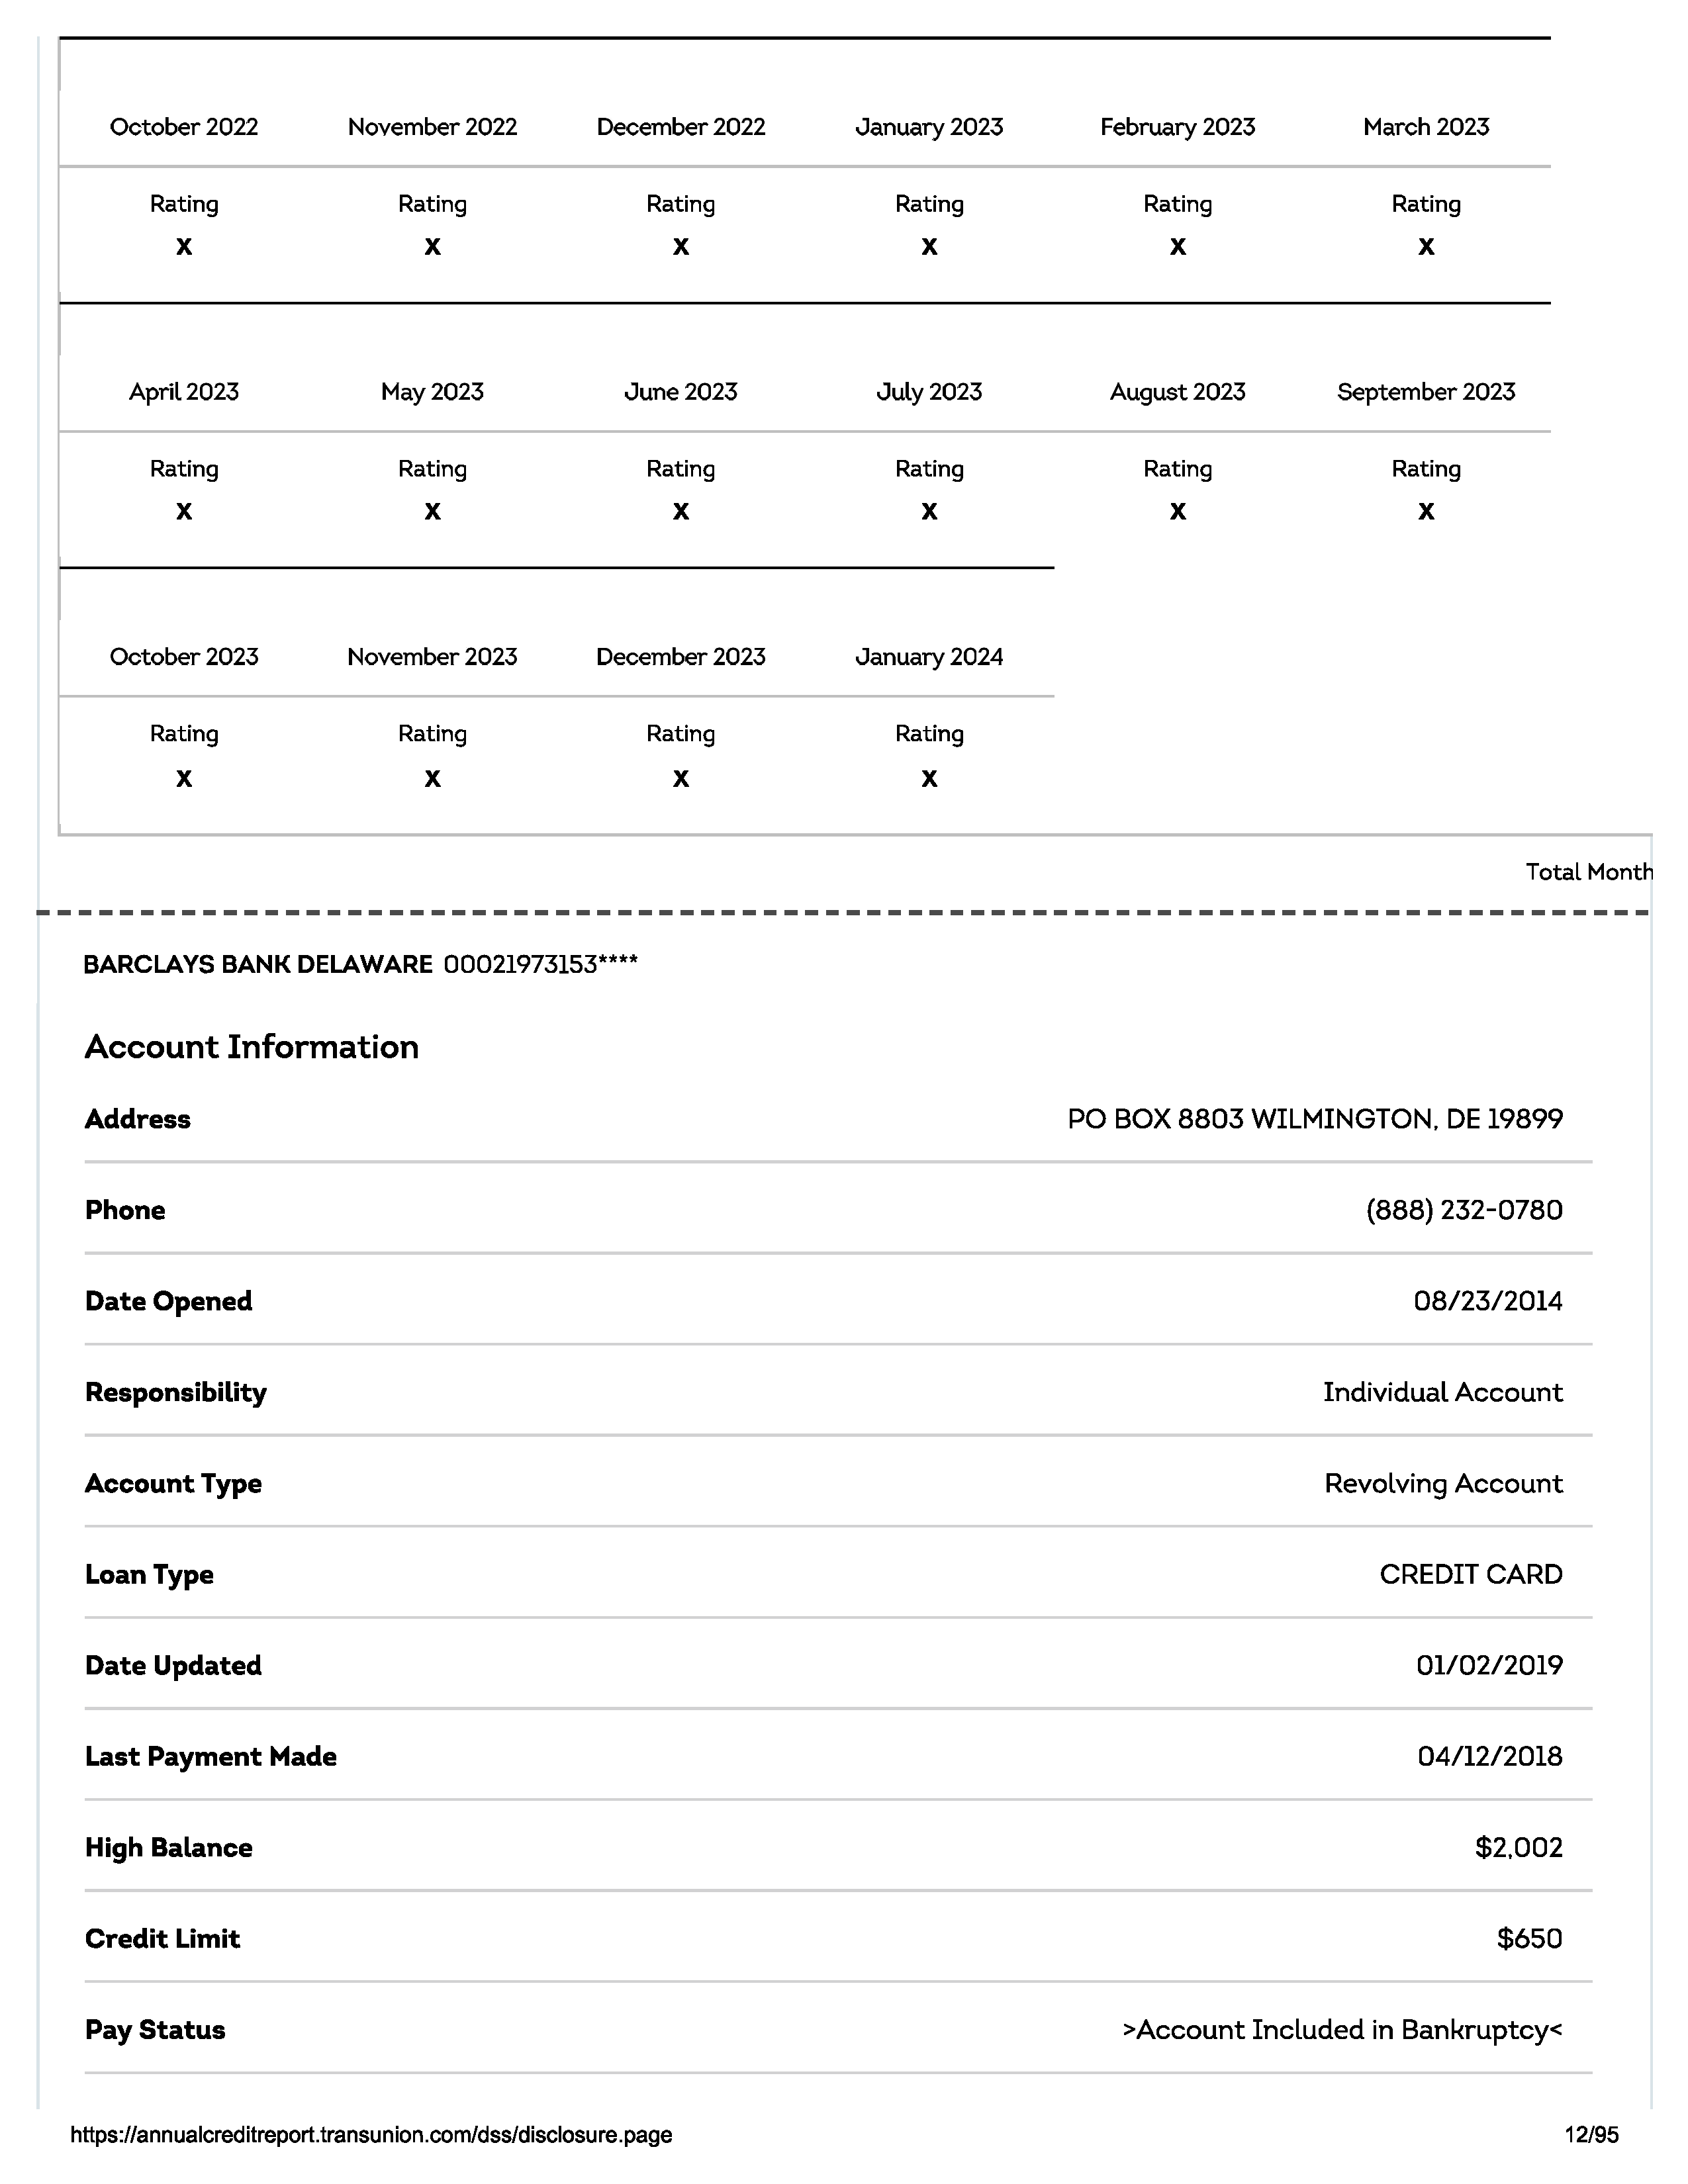 October 2022 November 2022 December 2022 January 2023 February 2023 March 2023
Rating Rating Rating Rating Rating Rating
X X X X X X
April 2023 May 2023 June 2023 July 2023 August 2023 September 2023
Rating Rating Rating Rating Rating Rating
X X X X X X
October 2023 November 2023 December 2023 January 2024
Rating Rating Rating Rating
X X X X
Total Month
BARCLAYS BANK DELAWARE 00021973153****
Account Information
Address PO BOX 8803 WILMINGTON, DE 19899
Phone (888) 232-0780
Date Opened 08/23/2014
Responsibility Individual Account
Account Type Revolving Account
Loan Type CREDIT CARD
Date Updated 01/02/2019
Last Payment Made 04/12/2018
High Balance $2,002
Credit Limit $650
Pay Status >Account Included in Bankruptcy<
https://annualcreditreport.transunion.com/dss/disclosure.page 12/95